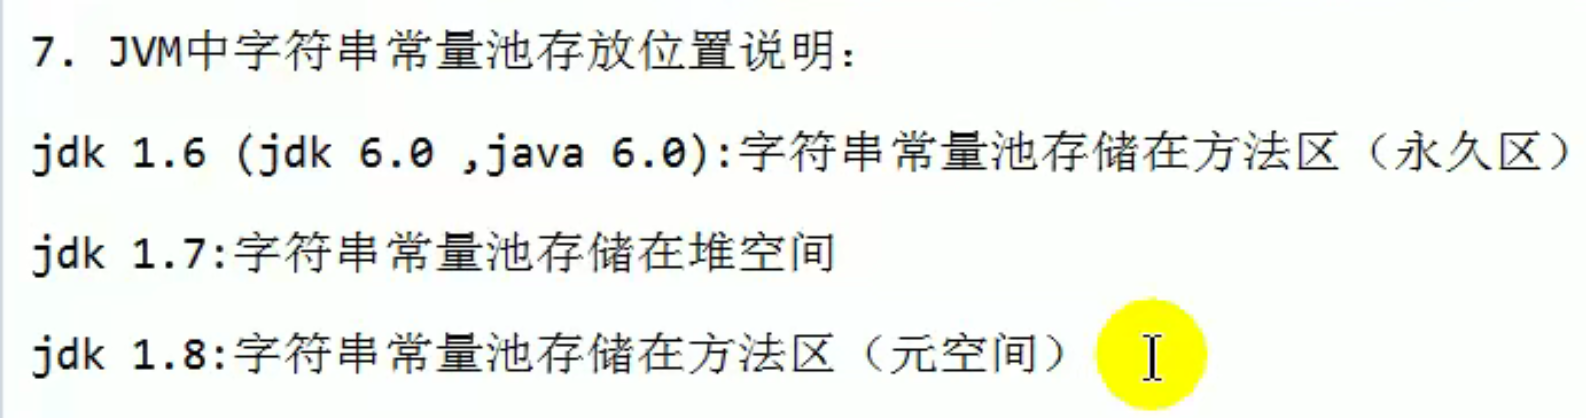 7. JVM中字符串常量池存放位置说明：
jdk 1.6 (jdk 6.0 ,java 6.0):字符串常量池存储在方法区（永久区）
jdk 1.7:字符串常量池存储在堆空间
jdk 1.8:字符串常量池存储在方法区（元空间）